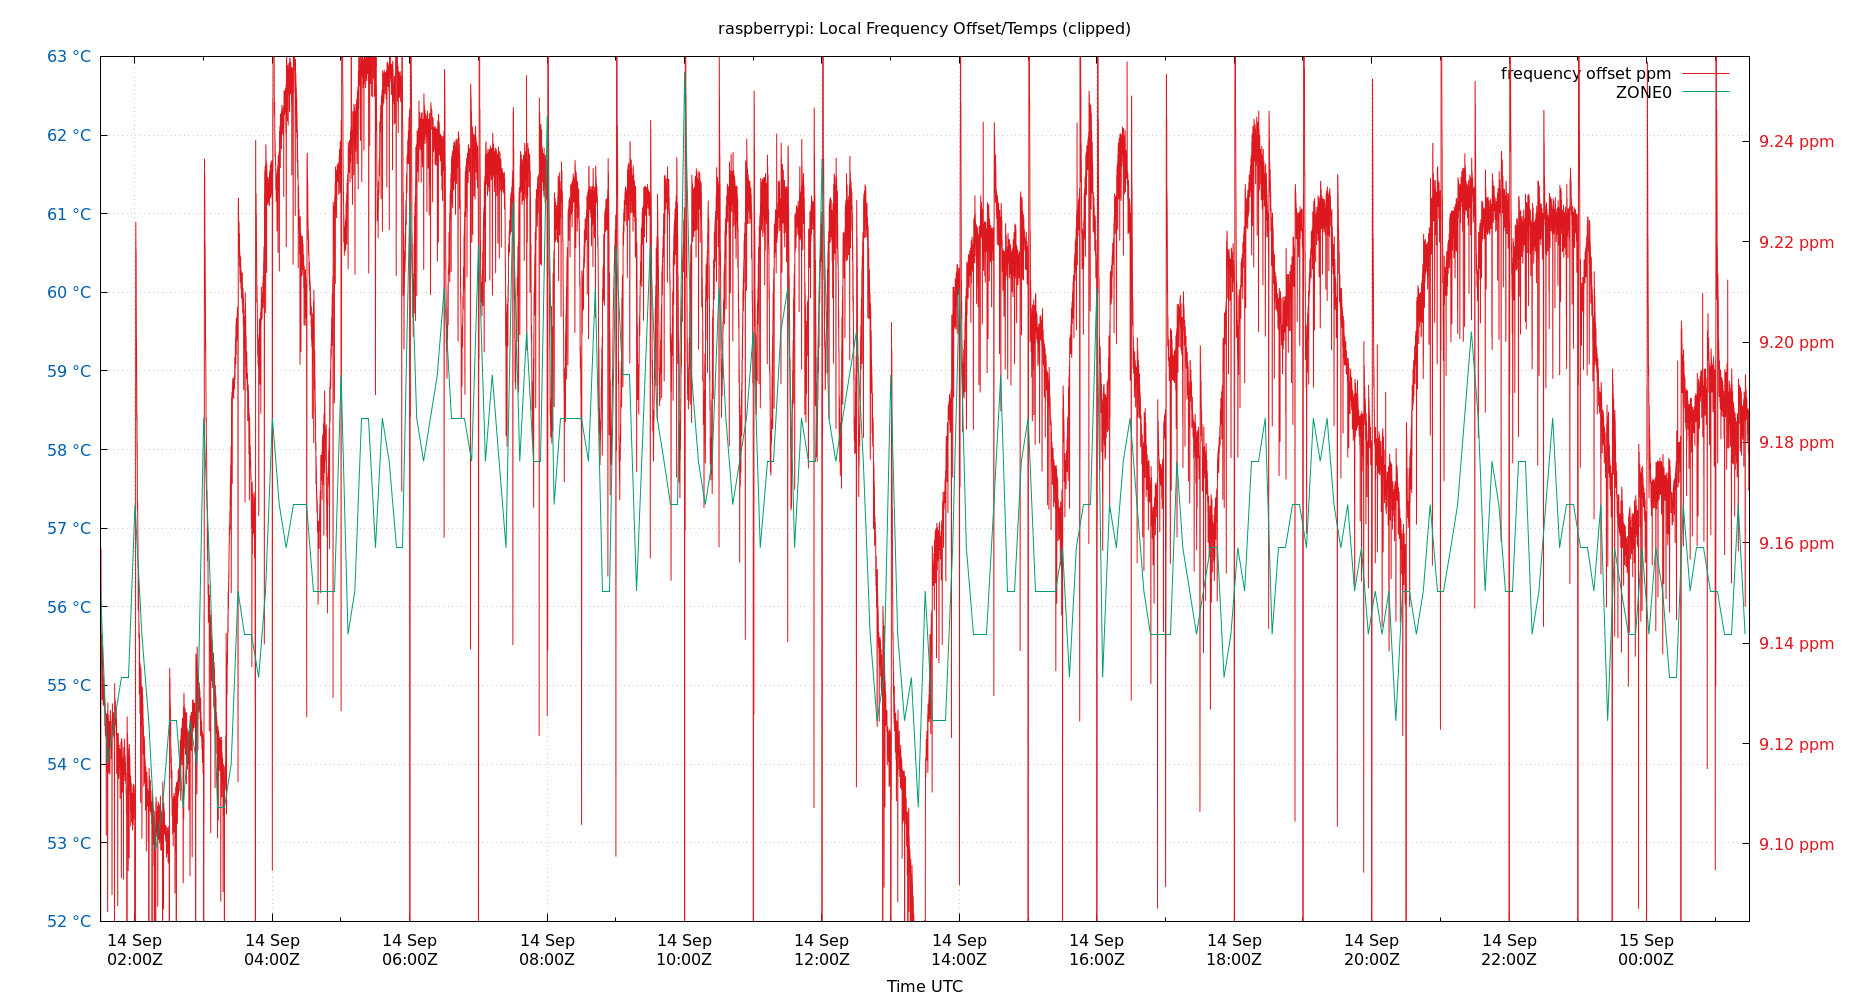 raspberrypi: Local Frequency Offset/Temps (clipped)
63 °C
62 °C
61 °C
60 °C
59 °C
58 °C
57 °C
56 °C
55 °C
54 °C
53 °C
52 °C
frequency offset ppm
ZONE0
9.24 ppm
9.22 ppm
9.20 ppm
9.18 ppm
9.16 ppm
9.14 ppm
9.12 ppm
9.10 ppm
14 Sep 14 Sep 14 Sep 14 Sep 14 Sep 14 Sep 14 Sep 14 Sep 14 Sep 14 Sep 14 Sep 15 Sep
02:00Z 04:00Z 06:00Z 08:00Z 10:00Z 12:00Z 14:00Z 16:00Z 18:00Z 20:00Z 22:00Z 00:00Z
Time UTC